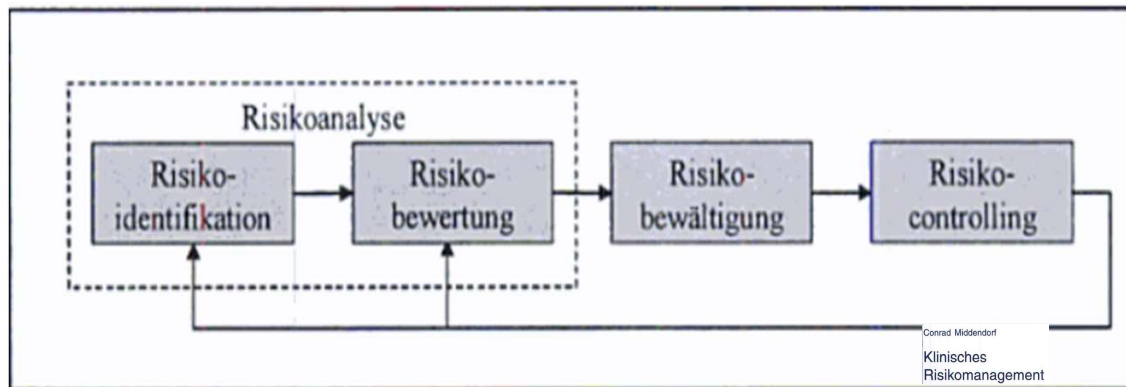 Risikoanalyse
Risiko-
identifikation
Risiko-
bewertung
Risiko-
bewältigung
Risiko-
controlling
Conrad Middendorf
Klinisches
Risikomanagement